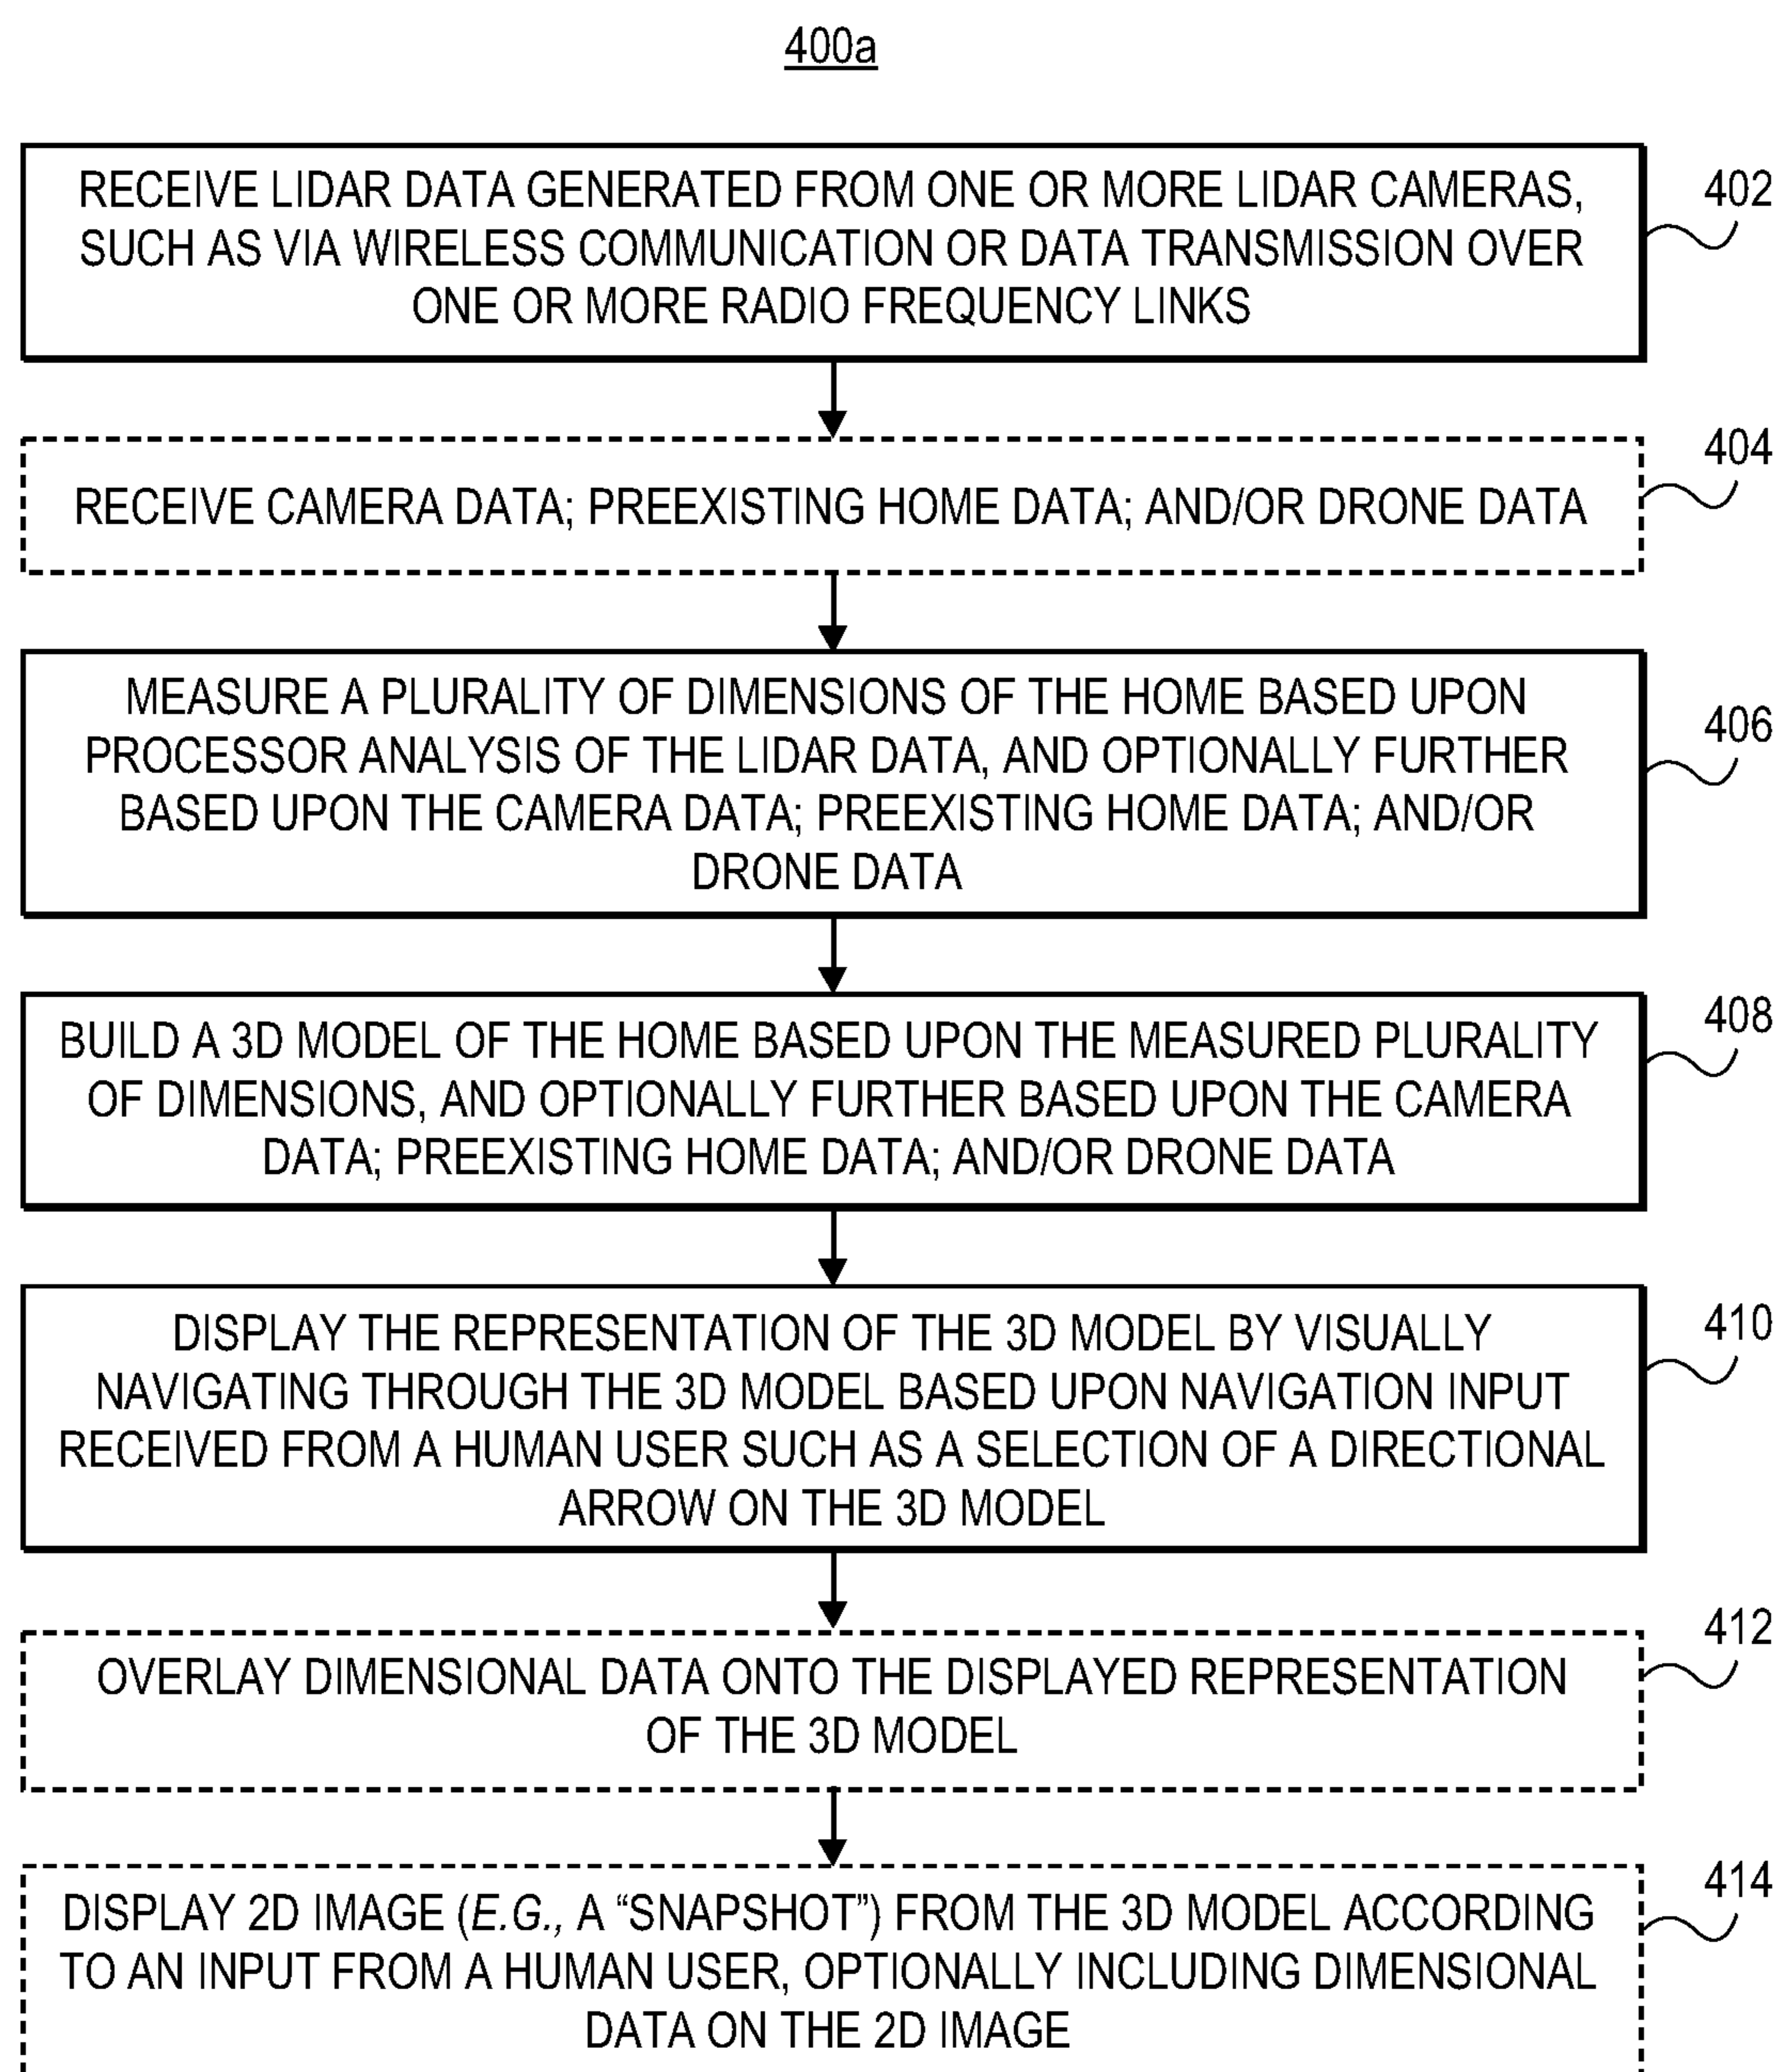 400a
RECEIVE LIDAR DATA GENERATED FROM ONE OR MORE LIDAR CAMERAS,
SUCH AS VIA WIRELESS COMMUNICATION OR DATA TRANSMISSION OVER
ONE OR MORE RADIO FREQUENCY LINKS
402
RECEIVE CAMERA DATA; PREEXISTING HOME DATA; AND/OR DRONE DATA
404
MEASURE A PLURALITY OF DIMENSIONS OF THE HOME BASED UPON
PROCESSOR ANALYSIS OF THE LIDAR DATA, AND OPTIONALLY FURTHER
BASED UPON THE CAMERA DATA; PREEXISTING HOME DATA; AND/OR
DRONE DATA
406
BUILD A 3D MODEL OF THE HOME BASED UPON THE MEASURED PLURALITY
OF DIMENSIONS, AND OPTIONALLY FURTHER BASED UPON THE CAMERA
DATA; PREEXISTING HOME DATA; AND/OR DRONE DATA
408
DISPLAY THE REPRESENTATION OF THE 3D MODEL BY VISUALLY
NAVIGATING THROUGH THE 3D MODEL BASED UPON NAVIGATION INPUT
RECEIVED FROM A HUMAN USER SUCH AS A SELECTION OF A DIRECTIONAL
ARROW ON THE 3D MODEL
410
OVERLAY DIMENSIONAL DATA ONTO THE DISPLAYED REPRESENTATION
OF THE 3D MODEL
412
DISPLAY 2D IMAGE (E.G., A “SNAPSHOT”) FROM THE 3D MODEL ACCORDING
TO AN INPUT FROM A HUMAN USER, OPTIONALLY INCLUDING DIMENSIONAL
DATA ON THE 2D IMAGE
414